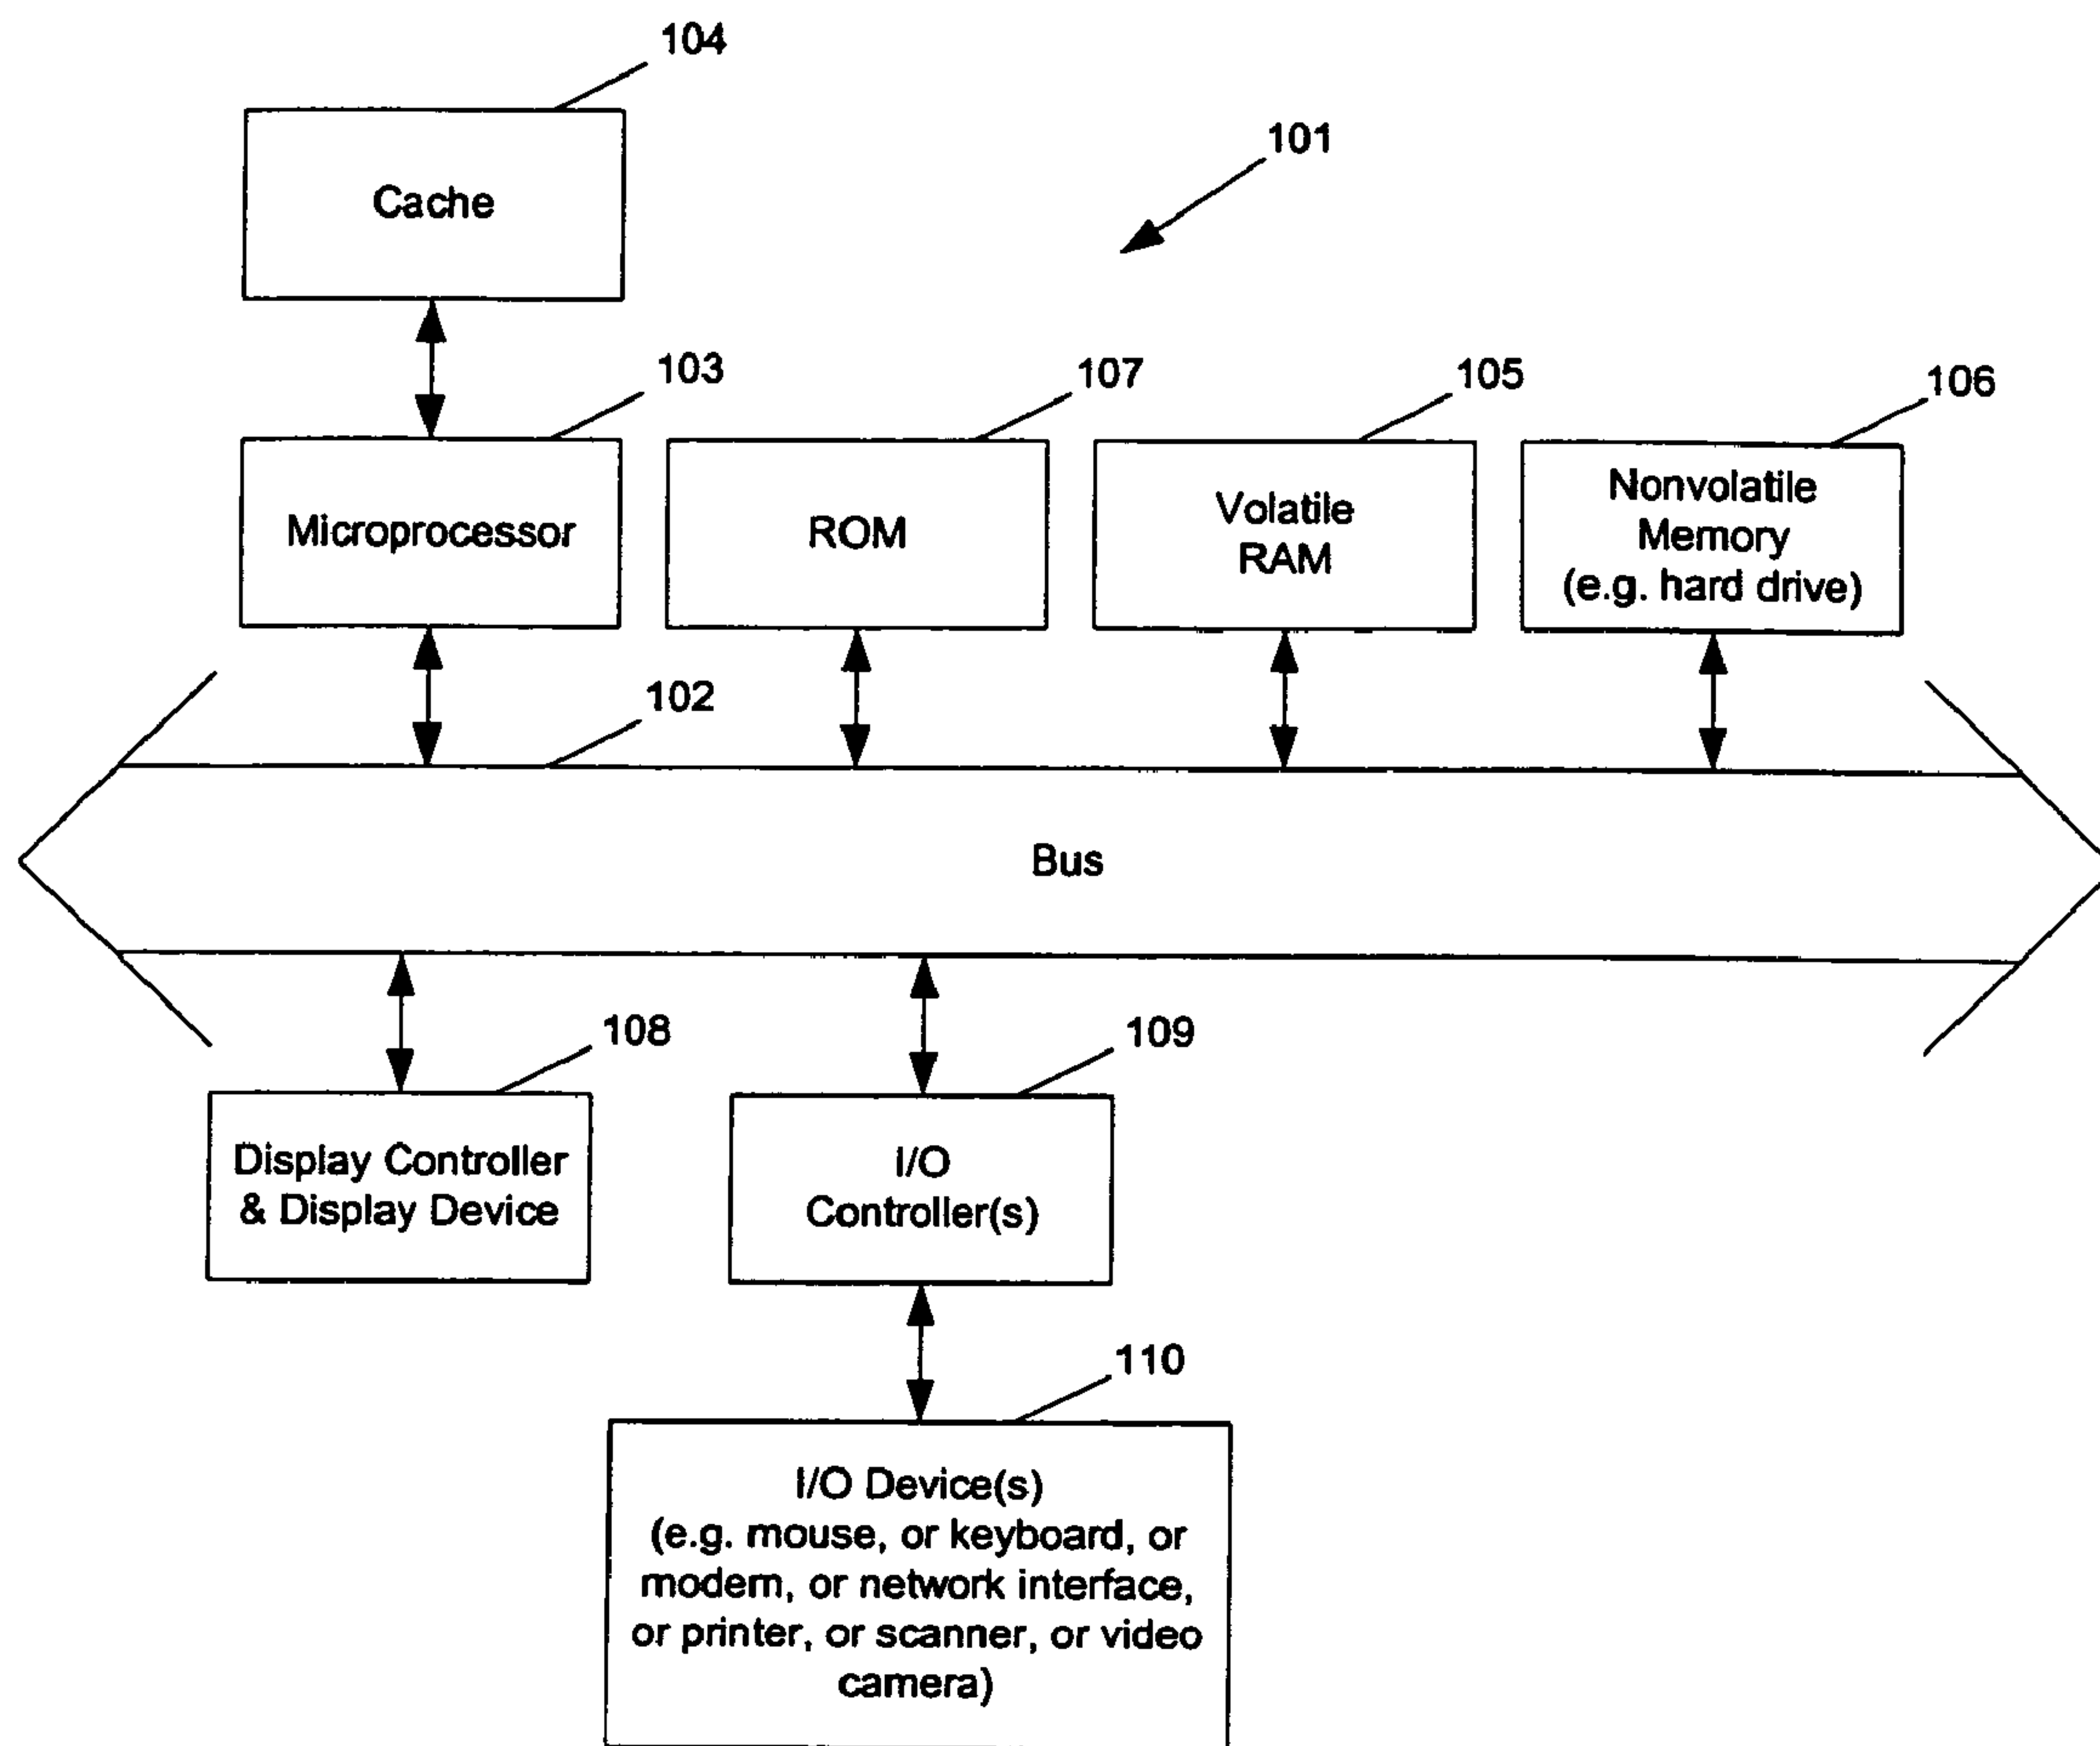 104
Cache
101
103
107
105
106
Microprocessor
ROM
Volatile
RAM
Nonvolatile
Memory
(e.g. hard drive)
102
Bus
108
109
Display Controller
& Display Device
I/O
Controller(s)
110
I/O Device(s)
(e.g. mouse, or keyboard, or
modem, or network interface,
or printer, or scanner, or video
camera)